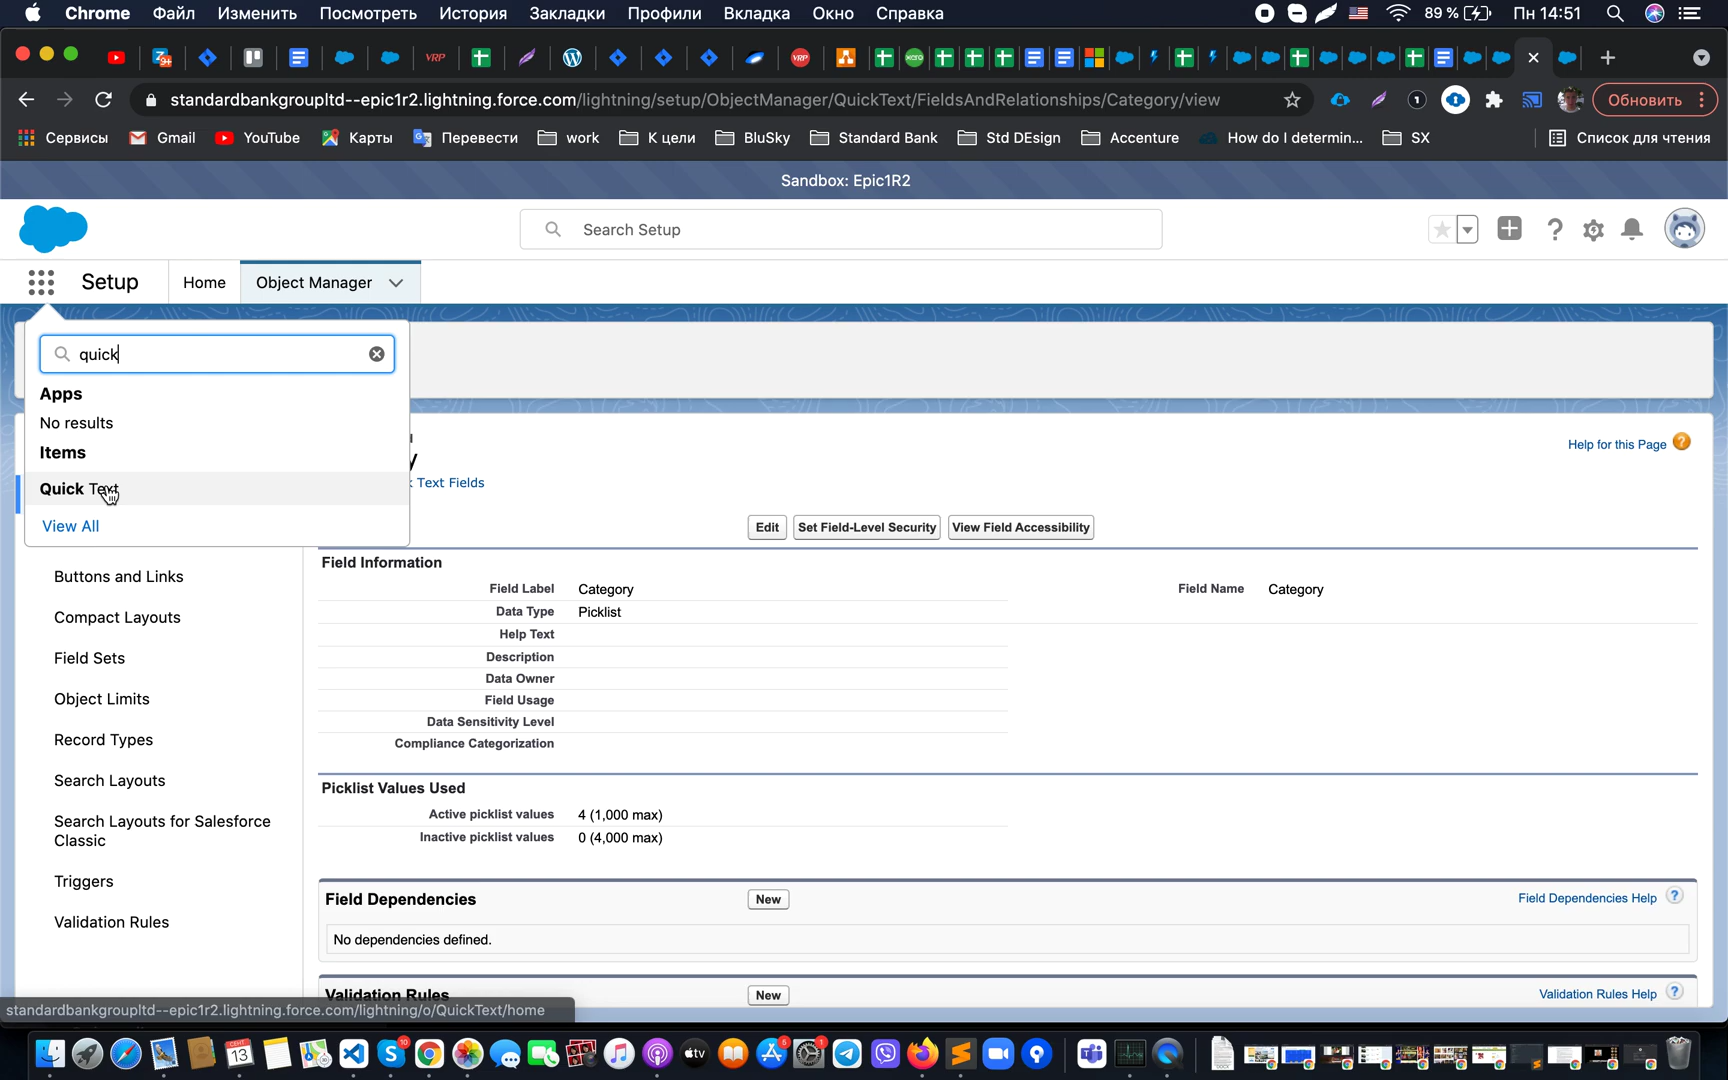 Chrome Файл Изменить Посмотреть История Закладки Профили Вкладка Окно Справка 89 % Пн 14:51
standardbankgroupltd--epic1r2.lightning.force.com/lightning/setup/ObjectManager/QuickText/FieldsAndRelationships/Category/view Обновить
Сервисы Gmail YouTube Карты Перевести work К цели BluSky Standard Bank Std DEsign Accenture How do I determin... SX Список для чтения
Sandbox: Epic1R2
Search Setup
Setup Home Object Manager
quick
Apps
No results
Items
Quick Text
View All
Help for this Page
Text Fields
Edit Set Field-Level Security View Field Accessibility
Buttons and Links
Compact Layouts
Field Sets
Object Limits
Record Types
Search Layouts
Search Layouts for Salesforce
Classic
Triggers
Validation Rules
Field Information
Field Label Category Field Name Category
Data Type Picklist
Help Text
Description
Data Owner
Field Usage
Data Sensitivity Level
Compliance Categorization
Picklist Values Used
Active picklist values 4 (1,000 max)
Inactive picklist values 0 (4,000 max)
Field Dependencies New Field Dependencies Help ?
No dependencies defined.
Validation Rules New Validation Rules Help ?
standardbankgroupltd--epic1r2.lightning.force.com/lightning/o/QuickText/home